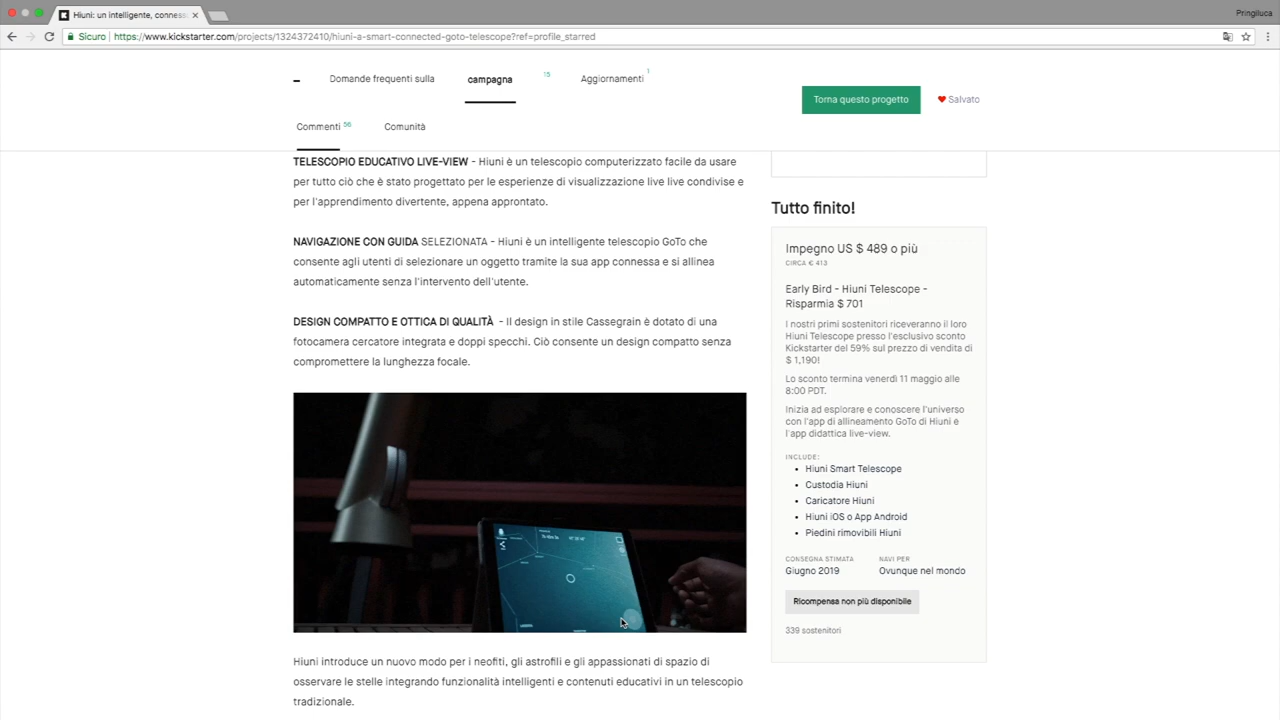 Hiuni: un intelligente, conness
Pringiluca
Sicuro
https://www.kickstarter.com/projects/1324372410/hiuni-a-smart-connected-goto-telescope?ref=profile_starred
Domande frequenti sulla
campagna
15
Aggiornamenti 1
Torna questo progetto
Salvato
Commenti 56
Comunità
TELESCOPIO EDUCATIVO LIVE-VIEW - Hiuni è un telescopio computerizzato facile da usare
per tutto ciò che è stato progettato per le esperienze di visualizzazione live live condivise e
per l'apprendimento divertente, appena approntato.
NAVIGAZIONE CON GUIDA SELEZIONATA - Hiuni è un intelligente telescopio GoTo che
consente agli utenti di selezionare un oggetto tramite la sua app connessa e si allinea
automaticamente senza l'intervento dell'utente.
DESIGN COMPATTO E OTTICA DI QUALITÀ - Il design in stile Cassegrain è dotato di una
fotocamera cercatore integrata e doppi specchi. Ciò consente un design compatto senza
compromettere la lunghezza focale.
Hiuni introduce un nuovo modo per i neofiti, gli astrofili e gli appassionati di spazio di
osservare le stelle integrando funzionalità intelligenti e contenuti educativi in un telescopio
tradizionale.
Tutto finito!
Impegno US $ 489 o più
CIRCA € 413
Early Bird - Hiuni Telescope -
Risparmia $ 701
I nostri primi sostenitori riceveranno il loro
Hiuni Telescope presso l'esclusivo sconto
Kickstarter del 59% sul prezzo di vendita di
$ 1,190!
Lo sconto termina venerdì 11 maggio alle
8:00 PDT.
Inizia ad esplorare e conoscere l'universo
con l'app di allineamento GoTo di Hiuni e
l'app didattica live-view.
INCLUDE:
Hiuni Smart Telescope
Custodia Hiuni
Caricatore Hiuni
Hiuni iOS o App Android
Piedini rimovibili Hiuni
CONSEGNA STIMATA
Giugno 2019
NAVI PER
Ovunque nel mondo
Ricompensa non più disponibile
339 sostenitori